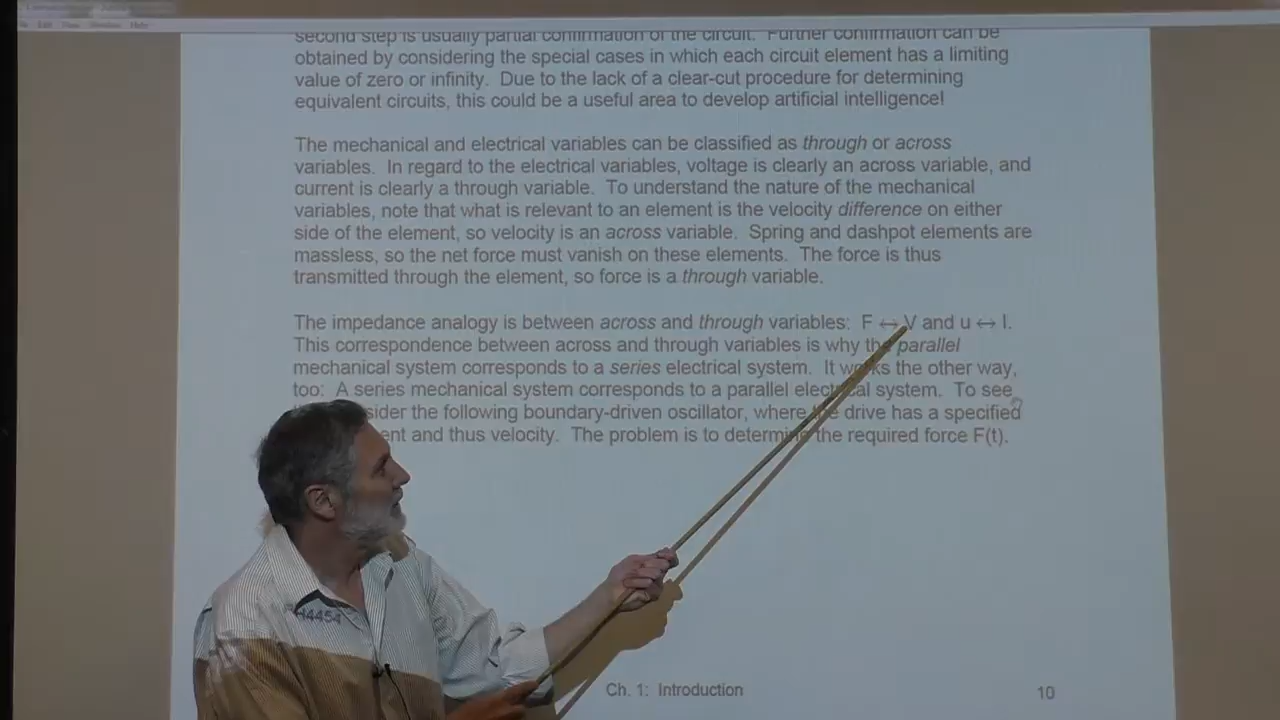 Edit View Window Help
second step is usually partial confirmation of the circuit. Further confirmation can be
obtained by considering the special cases in which each circuit element has a limiting
value of zero or infinity. Due to the lack of a clear-cut procedure for determining
equivalent circuits, this could be a useful area to develop artificial intelligence!
The mechanical and electrical variables can be classified as through or across
variables. In regard to the electrical variables, voltage is clearly an across variable, and
current is clearly a through variable. To understand the nature of the mechanical
variables, note that what is relevant to an element is the velocity difference on either
side of the element, so velocity is an across variable. Spring and dashpot elements are
massless, so the net force must vanish on these elements. The force is thus
transmitted through the element, so force is a through variable.
The impedance analogy is between across and through variables: F ↔ V and u ↔ I.
This correspondence between across and through variables is why the parallel
mechanical system corresponds to a series electrical system. It works the other way,
too: A series mechanical system corresponds to a parallel electrical system. To see
sider the following boundary-driven oscillator, where the drive has a specified
ent and thus velocity. The problem is to determine the required force F(t).
44454
Ch. 1: Introduction 10